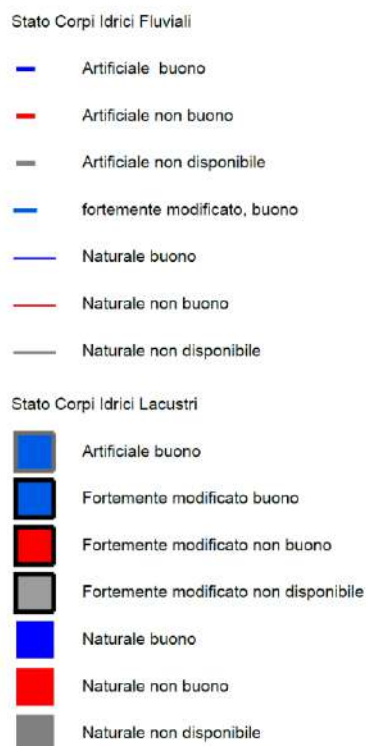 Stato Corpi Idrici Fluviali
Artificiale buono
Artificiale non buono
Artificiale non disponibile
fortemente modificato, buono
Naturale buono
Naturale non buono
Naturale non disponibile
Stato Corpi Idrici Lacustri
Artificiale buono
Fortemente modificato buono
Fortemente modificato non buono
Fortemente modificato non disponibile
Naturale buono
Naturale non buono
Naturale non disponibile